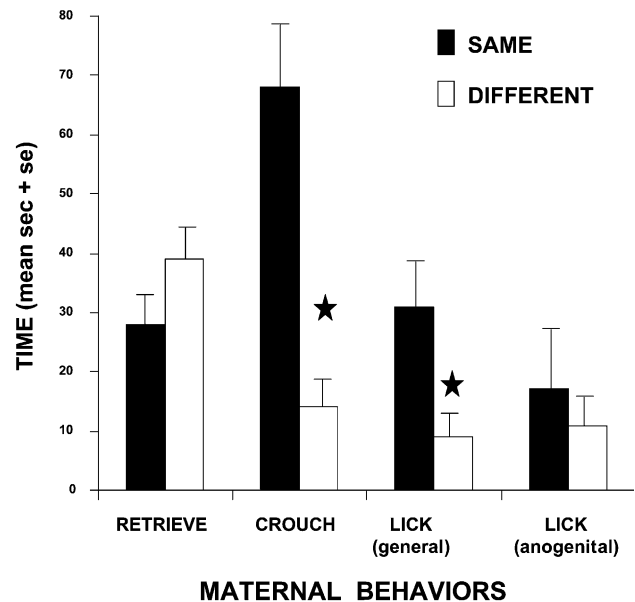 80
70
60
50
40
30
20
10
0
TIME (mean sec + se)
SAME
DIFFERENT
RETRIEVE
CROUCH
LICK
(general)
LICK
(anogenital)
MATERNAL BEHAVIORS